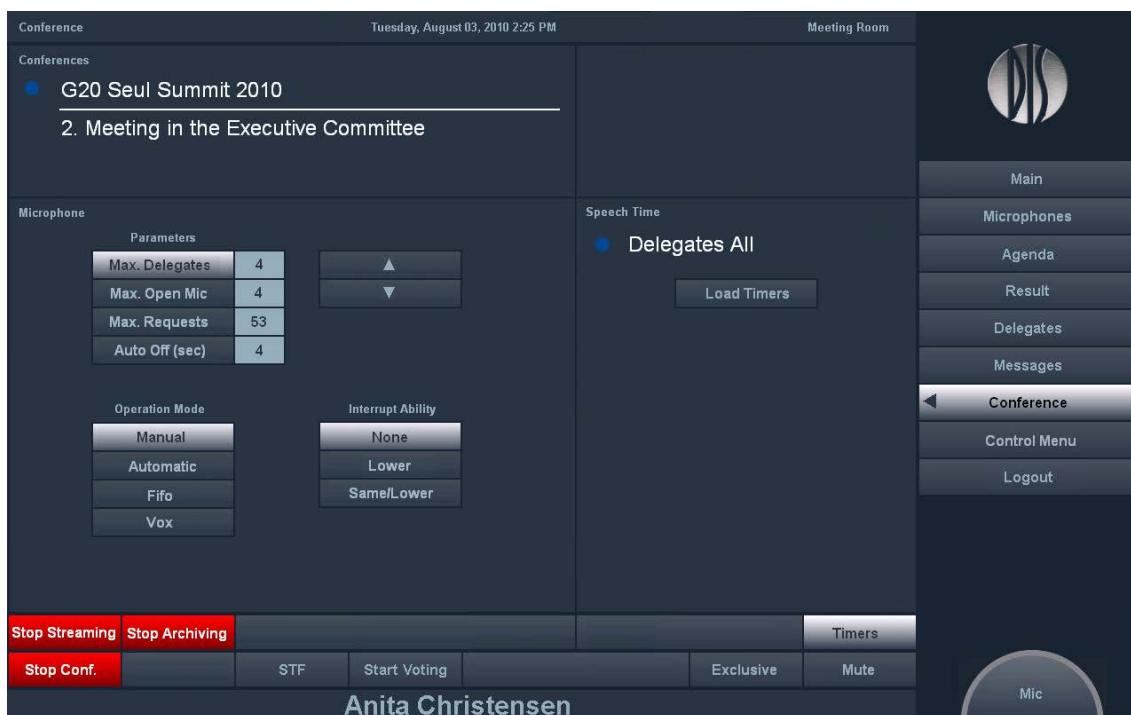 Conference Tuesday, August 03, 2010 2:25 PM Meeting Room
DIS
Conferences
G20 Seul Summit 2010
2. Meeting in the Executive Committee
Microphone
Parameters
Max. Delegates 4 ▲
Max. Open Mic 4 ▼
Max. Requests 53
Auto Off (sec) 4
Operation Mode
Manual
Automatic
Fifo
Vox
Interrupt Ability
None
Lower
Same/Lower
Speech Time
Delegates All
Load Timers
Main
Microphones
Agenda
Result
Delegates
Messages
Conference
Control Menu
Logout
Stop Streaming Stop Archiving Timers
Stop Conf. STF Start Voting Exclusive Mute
Anita Christensen
Mic